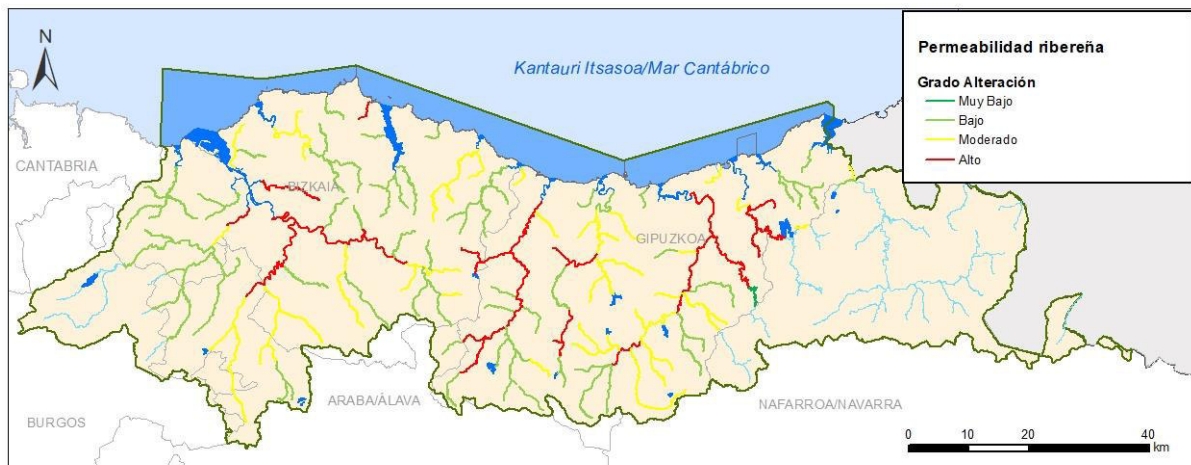 N
Kantauri Itsasoa/Mar Cantábrico
Permeabilidad ribereña
Grado Alteración
Muy Bajo
Bajo
Moderado
Alto
CANTABRIA
BIZKAIA
GIPUZKOA
ARABA/ÀLAVA
NAFARROA/NAVARRA
BURGOS
0 10 20 40
km